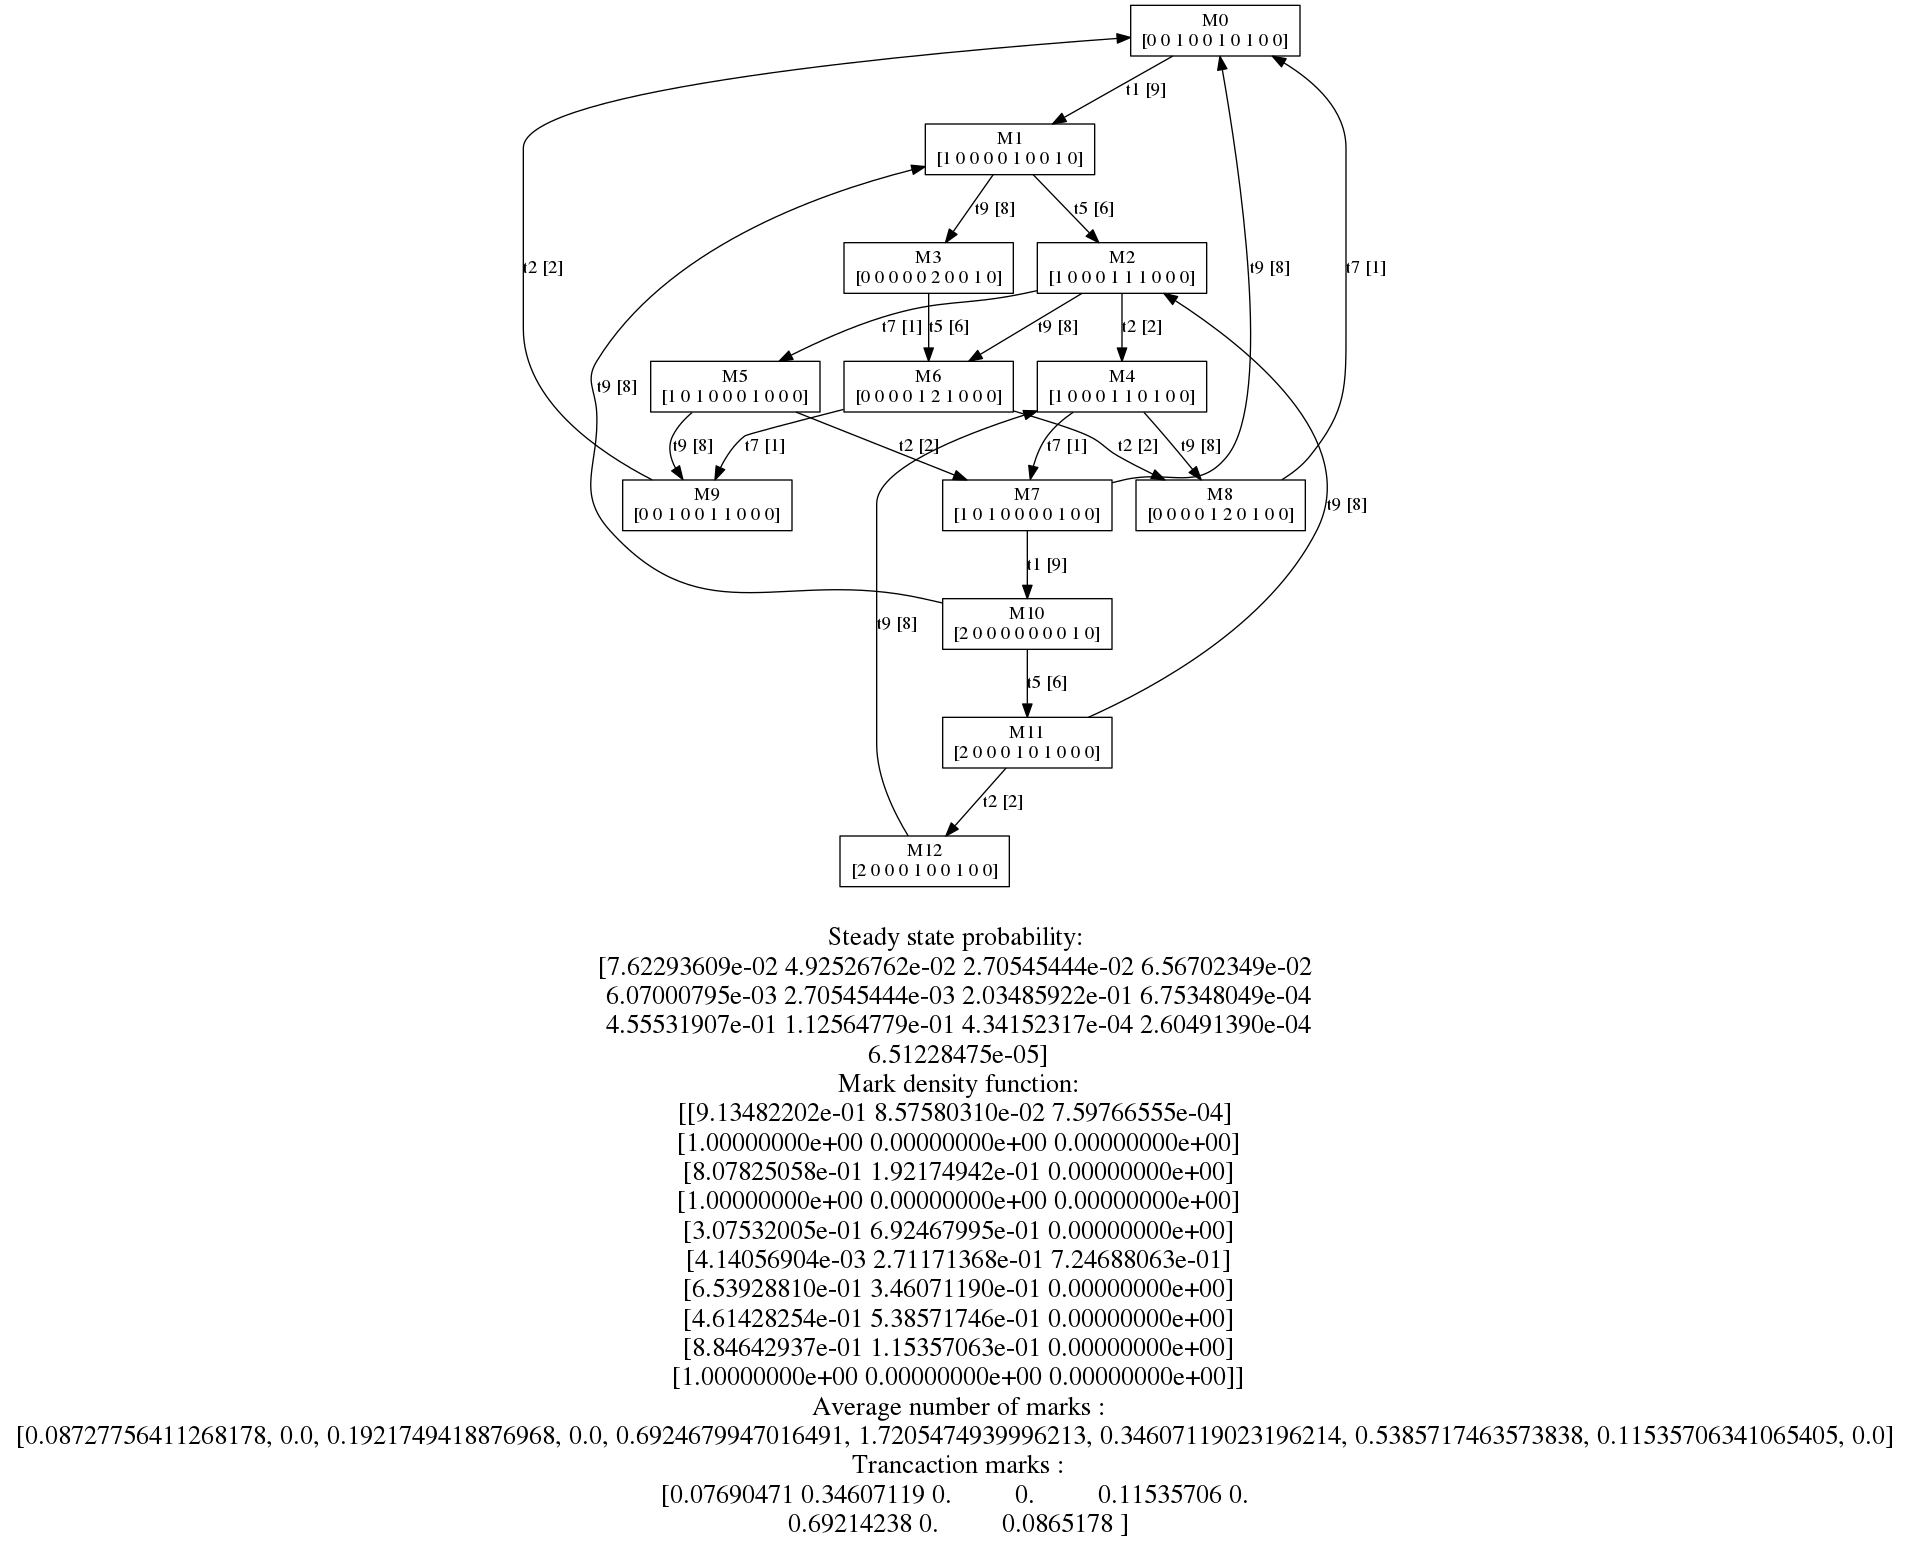 M0
[0 0 1 0 0 1 0 1 0 0]
t1 [9]
M1
[1 0 0 0 0 1 0 0 1 0]
t9 [8]
t5 [6]
M3
[0 0 0 0 0 2 0 0 1 0]
M2
[1 0 0 0 1 1 1 0 0 0]
t2 [2]
t9 [8]
t7 [1]
t7 [1]
t5 [6]
t9 [8]
t2 [2]
M5
[1 0 1 0 0 0 1 0 0 0]
M6
[0 0 0 0 1 2 1 0 0 0]
M4
[1 0 0 0 1 1 0 1 0 0]
t9 [8]
t9 [8]
t7 [1]
t2 [2]
t7 [1]
t2 [2]
t9 [8]
M9
[0 0 1 0 0 1 1 0 0 0]
M7
[1 0 1 0 0 0 0 1 0 0]
M8
[0 0 0 0 1 2 0 1 0 0]
t9 [8]
t1 [9]
M10
[2 0 0 0 0 0 0 0 1 0]
t9 [8]
t5 [6]
M11
[2 0 0 0 1 0 1 0 0 0]
t2 [2]
M12
[2 0 0 0 1 0 0 1 0 0]
Steady state probability:
[7.62293609e-02 4.92526762e-02 2.70545444e-02 6.56702349e-02
6.07000795e-03 2.70545444e-03 2.03485922e-01 6.75348049e-04
4.55531907e-01 1.12564779e-01 4.34152317e-04 2.60491390e-04
6.51228475e-05]
Mark density function:
[[9.13482202e-01 8.57580310e-02 7.59766555e-04]
[1.00000000e+00 0.00000000e+00 0.00000000e+00]
[8.07825058e-01 1.92174942e-01 0.00000000e+00]
[1.00000000e+00 0.00000000e+00 0.00000000e+00]
[3.07532005e-01 6.92467995e-01 0.00000000e+00]
[4.14056904e-03 2.71171368e-01 7.24688063e-01]
[6.53928810e-01 3.46071190e-01 0.00000000e+00]
[4.61428254e-01 5.38571746e-01 0.00000000e+00]
[8.84642937e-01 1.15357063e-01 0.00000000e+00]
[1.00000000e+00 0.00000000e+00 0.00000000e+00]]
Average number of marks :
[0.08727756411268178, 0.0, 0.1921749418876968, 0.0, 0.6924679947016491, 1.7205474939996213, 0.34607119023196214, 0.5385717463573838, 0.11535706341065405, 0.0]
Trancaction marks :
[0.07690471 0.34607119 0. 0. 0.11535706 0.
0.69214238 0. 0.0865178 ]